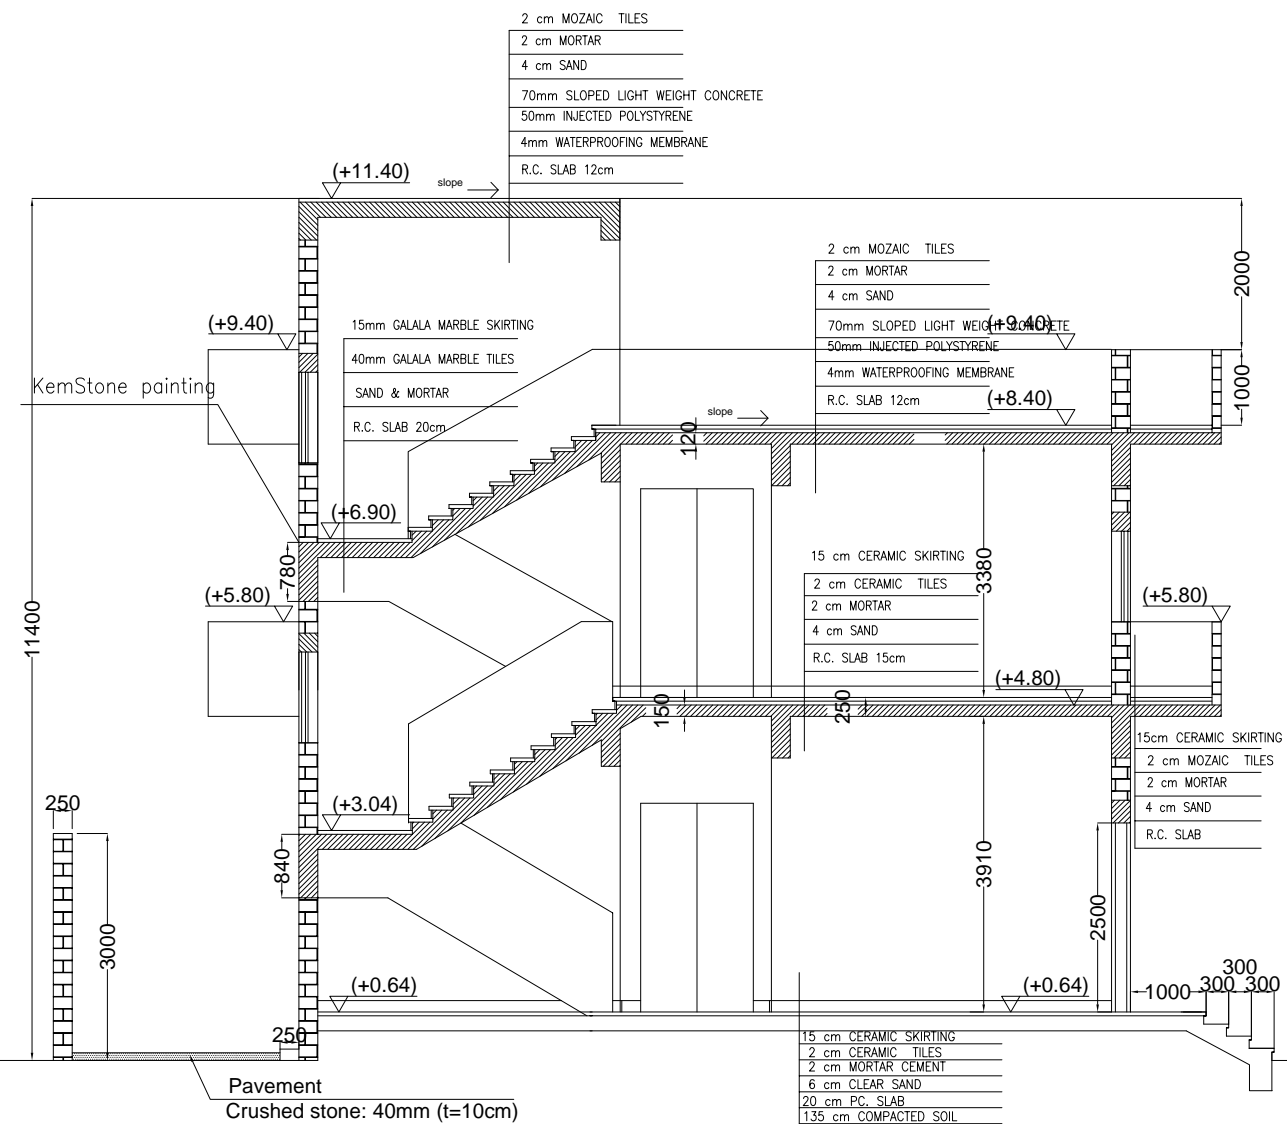 2 cm MOZAIC TILES
2 cm MORTAR
4 cm SAND
70mm SLOPED LIGHT WEIGHT CONCRETE
50mm INJECTED POLYSTYRENE
4mm WATERPROOFING MEMBRANE
R.C. SLAB 12cm
(+11.40)
slope
2 cm MOZAIC TILES
2 cm MORTAR
4 cm SAND
70mm SLOPED LIGHT WEIGHT CONCRETE
50mm INJECTED POLYSTYRENE
4mm WATERPROOFING MEMBRANE
R.C. SLAB 12cm
(+9.40)
(+8.40)
slope
2000
1000
120
(+9.40)
15mm GALALA MARBLE SKIRTING
40mm GALALA MARBLE TILES
SAND & MORTAR
R.C. SLAB 20cm
KemStone painting
(+6.90)
780
(+5.80)
11400
15 cm CERAMIC SKIRTING
2 cm CERAMIC TILES
2 cm MORTAR
4 cm SAND
R.C. SLAB 15cm
3380
(+5.80)
(+4.80)
150
250
15cm CERAMIC SKIRTING
2 cm MOZAIC TILES
2 cm MORTAR
4 cm SAND
R.C. SLAB
250
(+3.04)
840
3000
3910
2500
(+0.64)
(+0.64)
300
1000 300 300
250
15 cm CERAMIC SKIRTING
2 cm CERAMIC TILES
2 cm MORTAR CEMENT
6 cm CLEAR SAND
20 cm PC. SLAB
135 cm COMPACTED SOIL
Pavement
Crushed stone: 40mm (t=10cm)